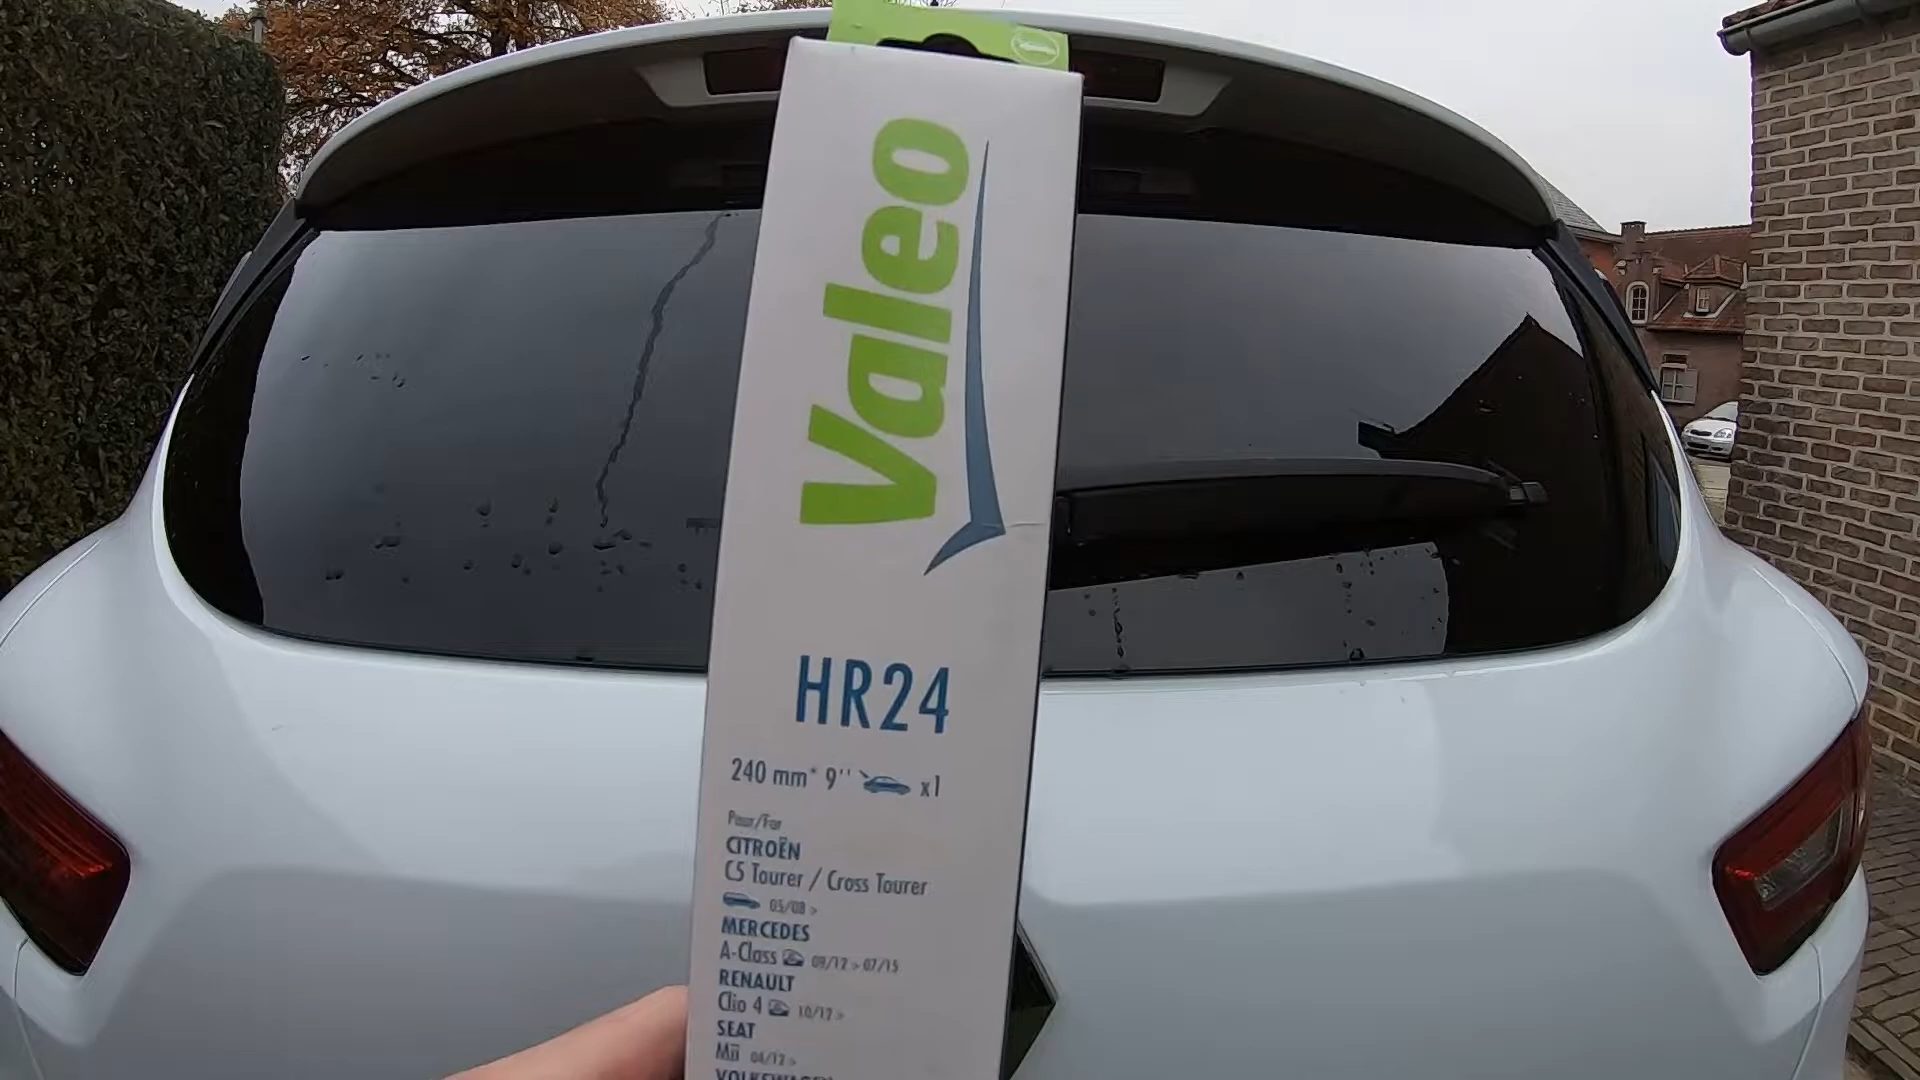 Valeo
HR24
240 mm* 9'' x1
Pour/For
CITROËN
C5 Tourer / Cross Tourer
05/08 >
MERCEDES
A-Class 09/12 > 07/15
RENAULT
Clio 4 10/12 >
SEAT
Mii 04/12 >
VOLKSWAGEN